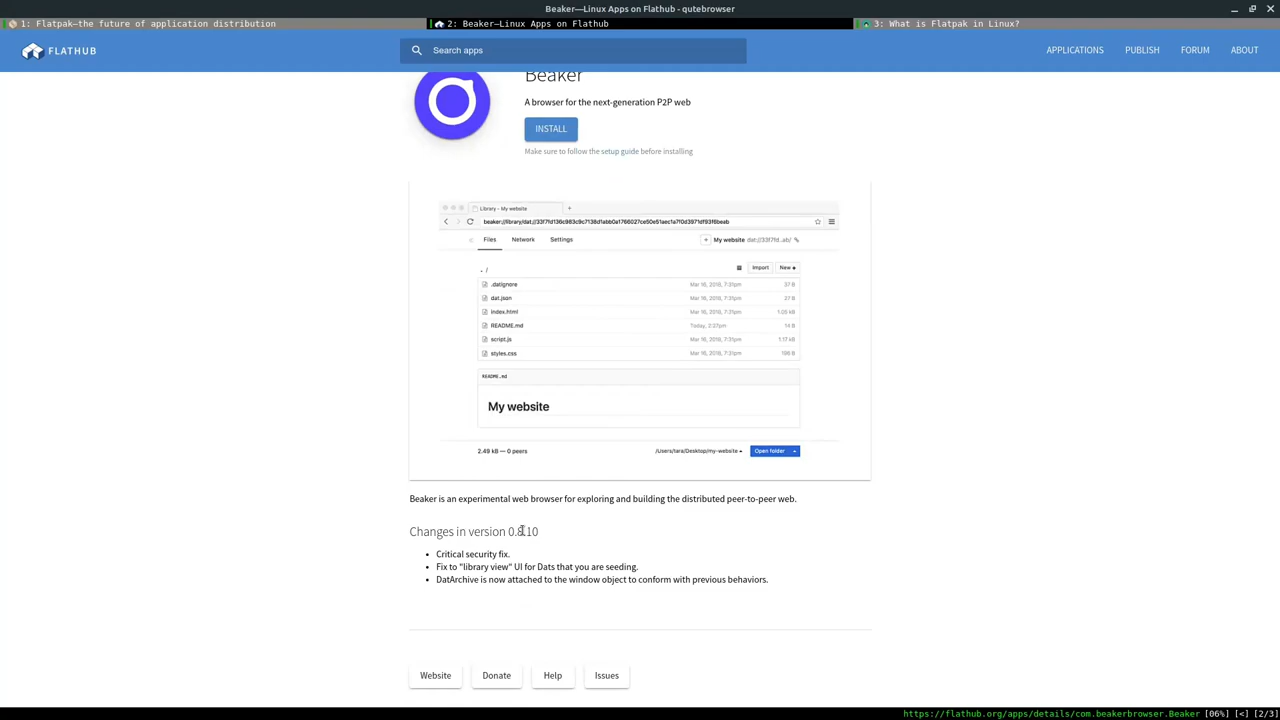 Beaker—Linux Apps on Flathub - qutebrowser
1: Flatpak—the future of application distribution
2: Beaker—Linux Apps on Flathub
3: What is Flatpak in Linux?
FLATHUB
Search apps
APPLICATIONS
PUBLISH
FORUM
ABOUT
Beaker
A browser for the next-generation P2P web
INSTALL
Make sure to follow the setup guide before installing
Library - My website
Files
Network
Settings
My website
Import
New
.datignore
Mar 16, 2018, 7:31pm
37 B
dat.json
Mar 16, 2018, 7:31pm
27 B
index.html
Mar 16, 2018, 7:31pm
1.05 kB
README.md
Today, 2:27pm
14 B
script.js
Mar 16, 2018, 7:31pm
1.17 kB
styles.css
Mar 16, 2018, 7:31pm
198 B
README.md
My website
2.49 kB — 0 peers
/Users/tara/Desktop/my-website
Open folder
Beaker is an experimental web browser for exploring and building the distributed peer-to-peer web.
Changes in version 0.8.10
Critical security fix.
Fix to "library view" UI for Dats that you are seeding.
DatArchive is now attached to the window object to conform with previous behaviors.
Website
Donate
Help
Issues
https://flathub.org/apps/details/com.beakerbrowser.Beaker [06%] [<] [2/3]